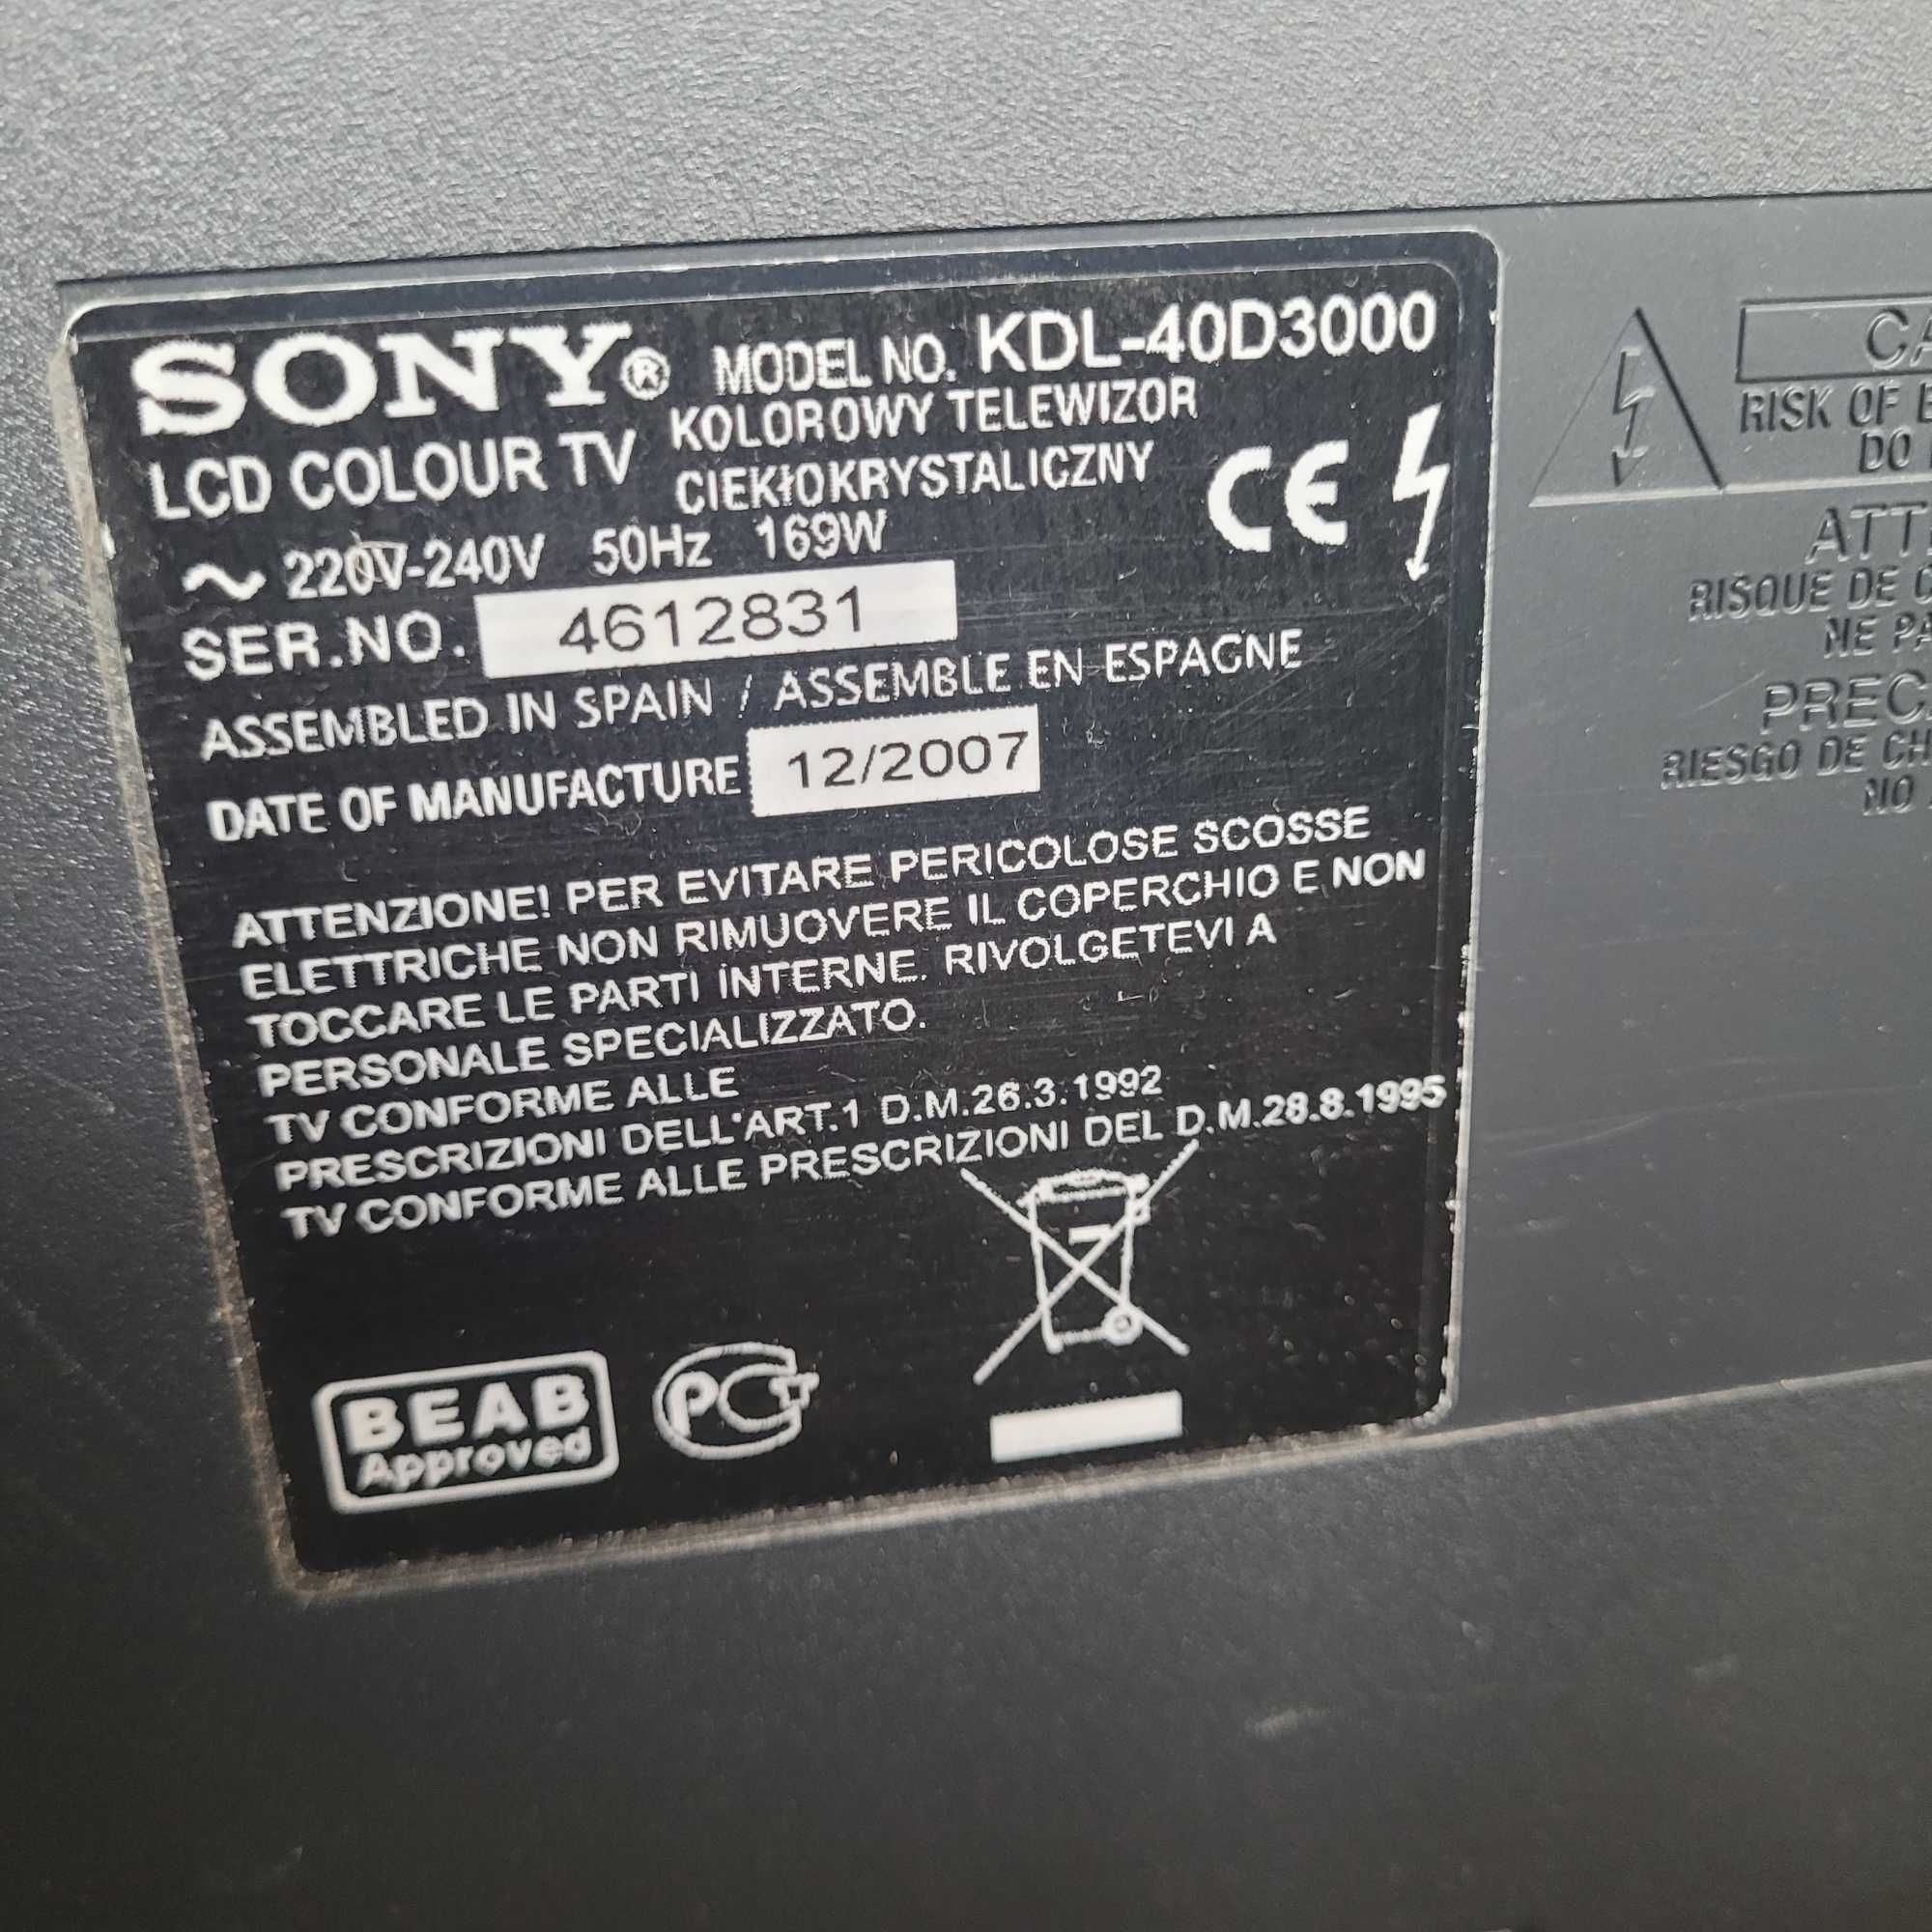 SONY® MODEL NO. KDL-40D3000
LCD COLOUR TV KOLOROWY TELEWIZOR
CIEKŁOKRYSTALICZNY
~ 220V-240V 50Hz 169W
CE
SER.NO. 4612831
ASSEMBLED IN SPAIN / ASSEMBLE EN ESPAGNE
DATE OF MANUFACTURE 12/2007
ATTENZIONE! PER EVITARE PERICOLOSE SCOSSE
ELETTRICHE NON RIMUOVERE IL COPERCHIO E NON
TOCCARE LE PARTI INTERNE. RIVOLGETEVI A
PERSONALE SPECIALIZZATO.
TV CONFORME ALLE
PRESCRIZIONI DELL'ART.1 D.M.26.3.1992
TV CONFORME ALLE PRESCRIZIONI DEL D.M.28.8.1995
BEAB
Approved
RISK OF
DO
RISQUE DE
NE
RIESGO DE
NO